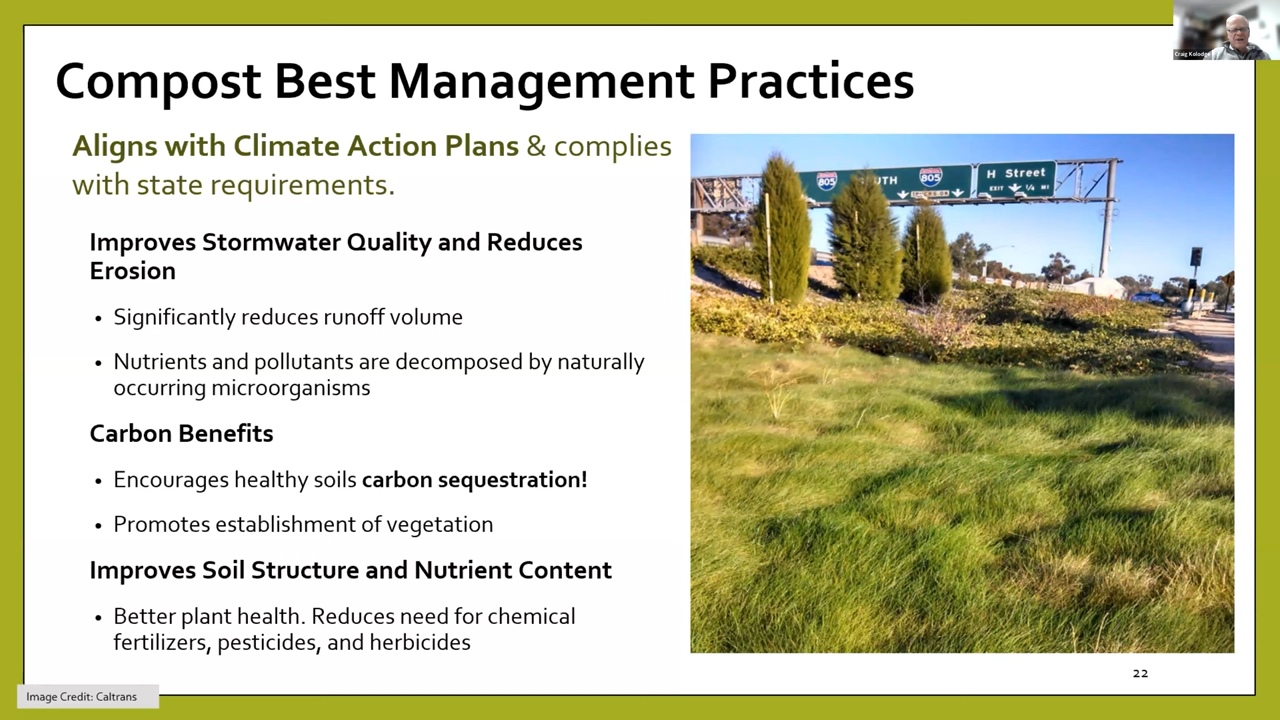 Craig Kolodge
Compost Best Management Practices
Aligns with Climate Action Plans & complies
with state requirements.
Improves Stormwater Quality and Reduces
Erosion
• Significantly reduces runoff volume
• Nutrients and pollutants are decomposed by naturally
occurring microorganisms
Carbon Benefits
• Encourages healthy soils carbon sequestration!
• Promotes establishment of vegetation
Improves Soil Structure and Nutrient Content
• Better plant health. Reduces need for chemical
fertilizers, pesticides, and herbicides
805
UTH
805
H Street
EXIT 1/4 MI
22
Image Credit: Caltrans